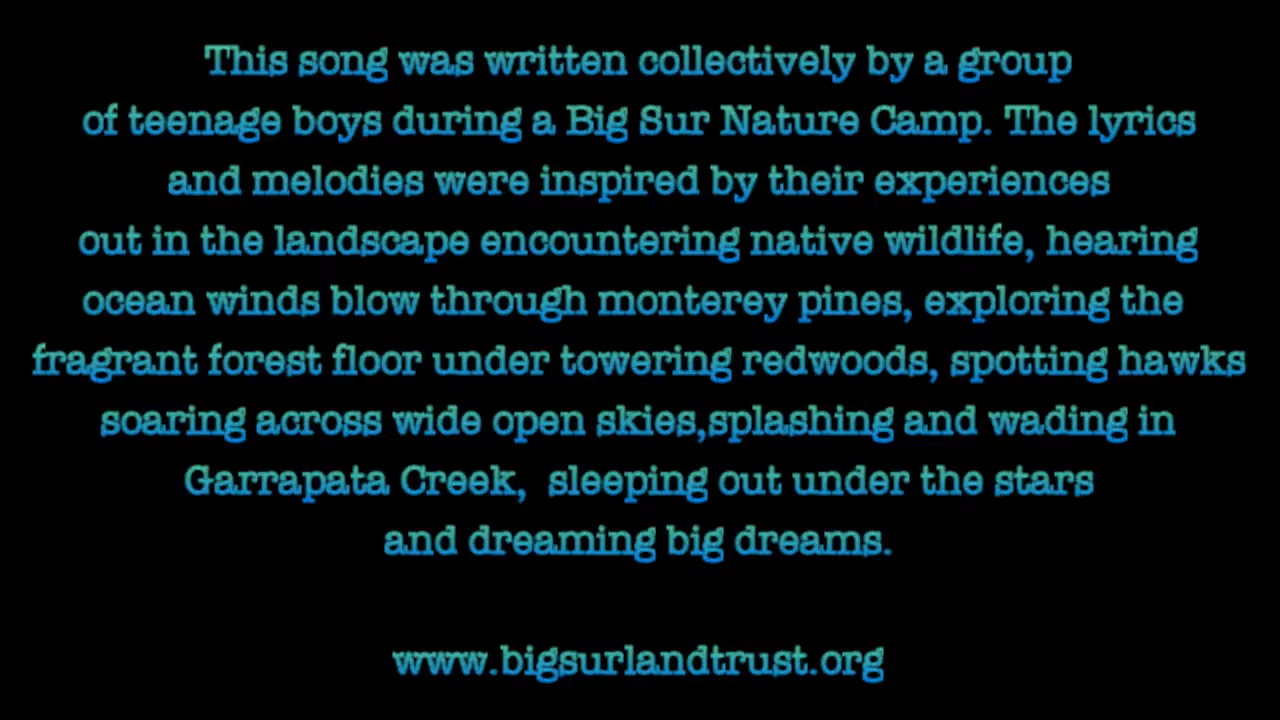 This song was written collectively by a group
of teenage boys during a Big Sur Nature Camp. The lyrics
and melodies were inspired by their experiences
out in the landscape encountering native wildlife, hearing
ocean winds blow through monterey pines, exploring the
fragrant forest floor under towering redwoods, spotting hawks
soaring across wide open skies,splashing and wading in
Garrapata Creek,  sleeping out under the stars
and dreaming big dreams.
www.bigsurlandtrust.org